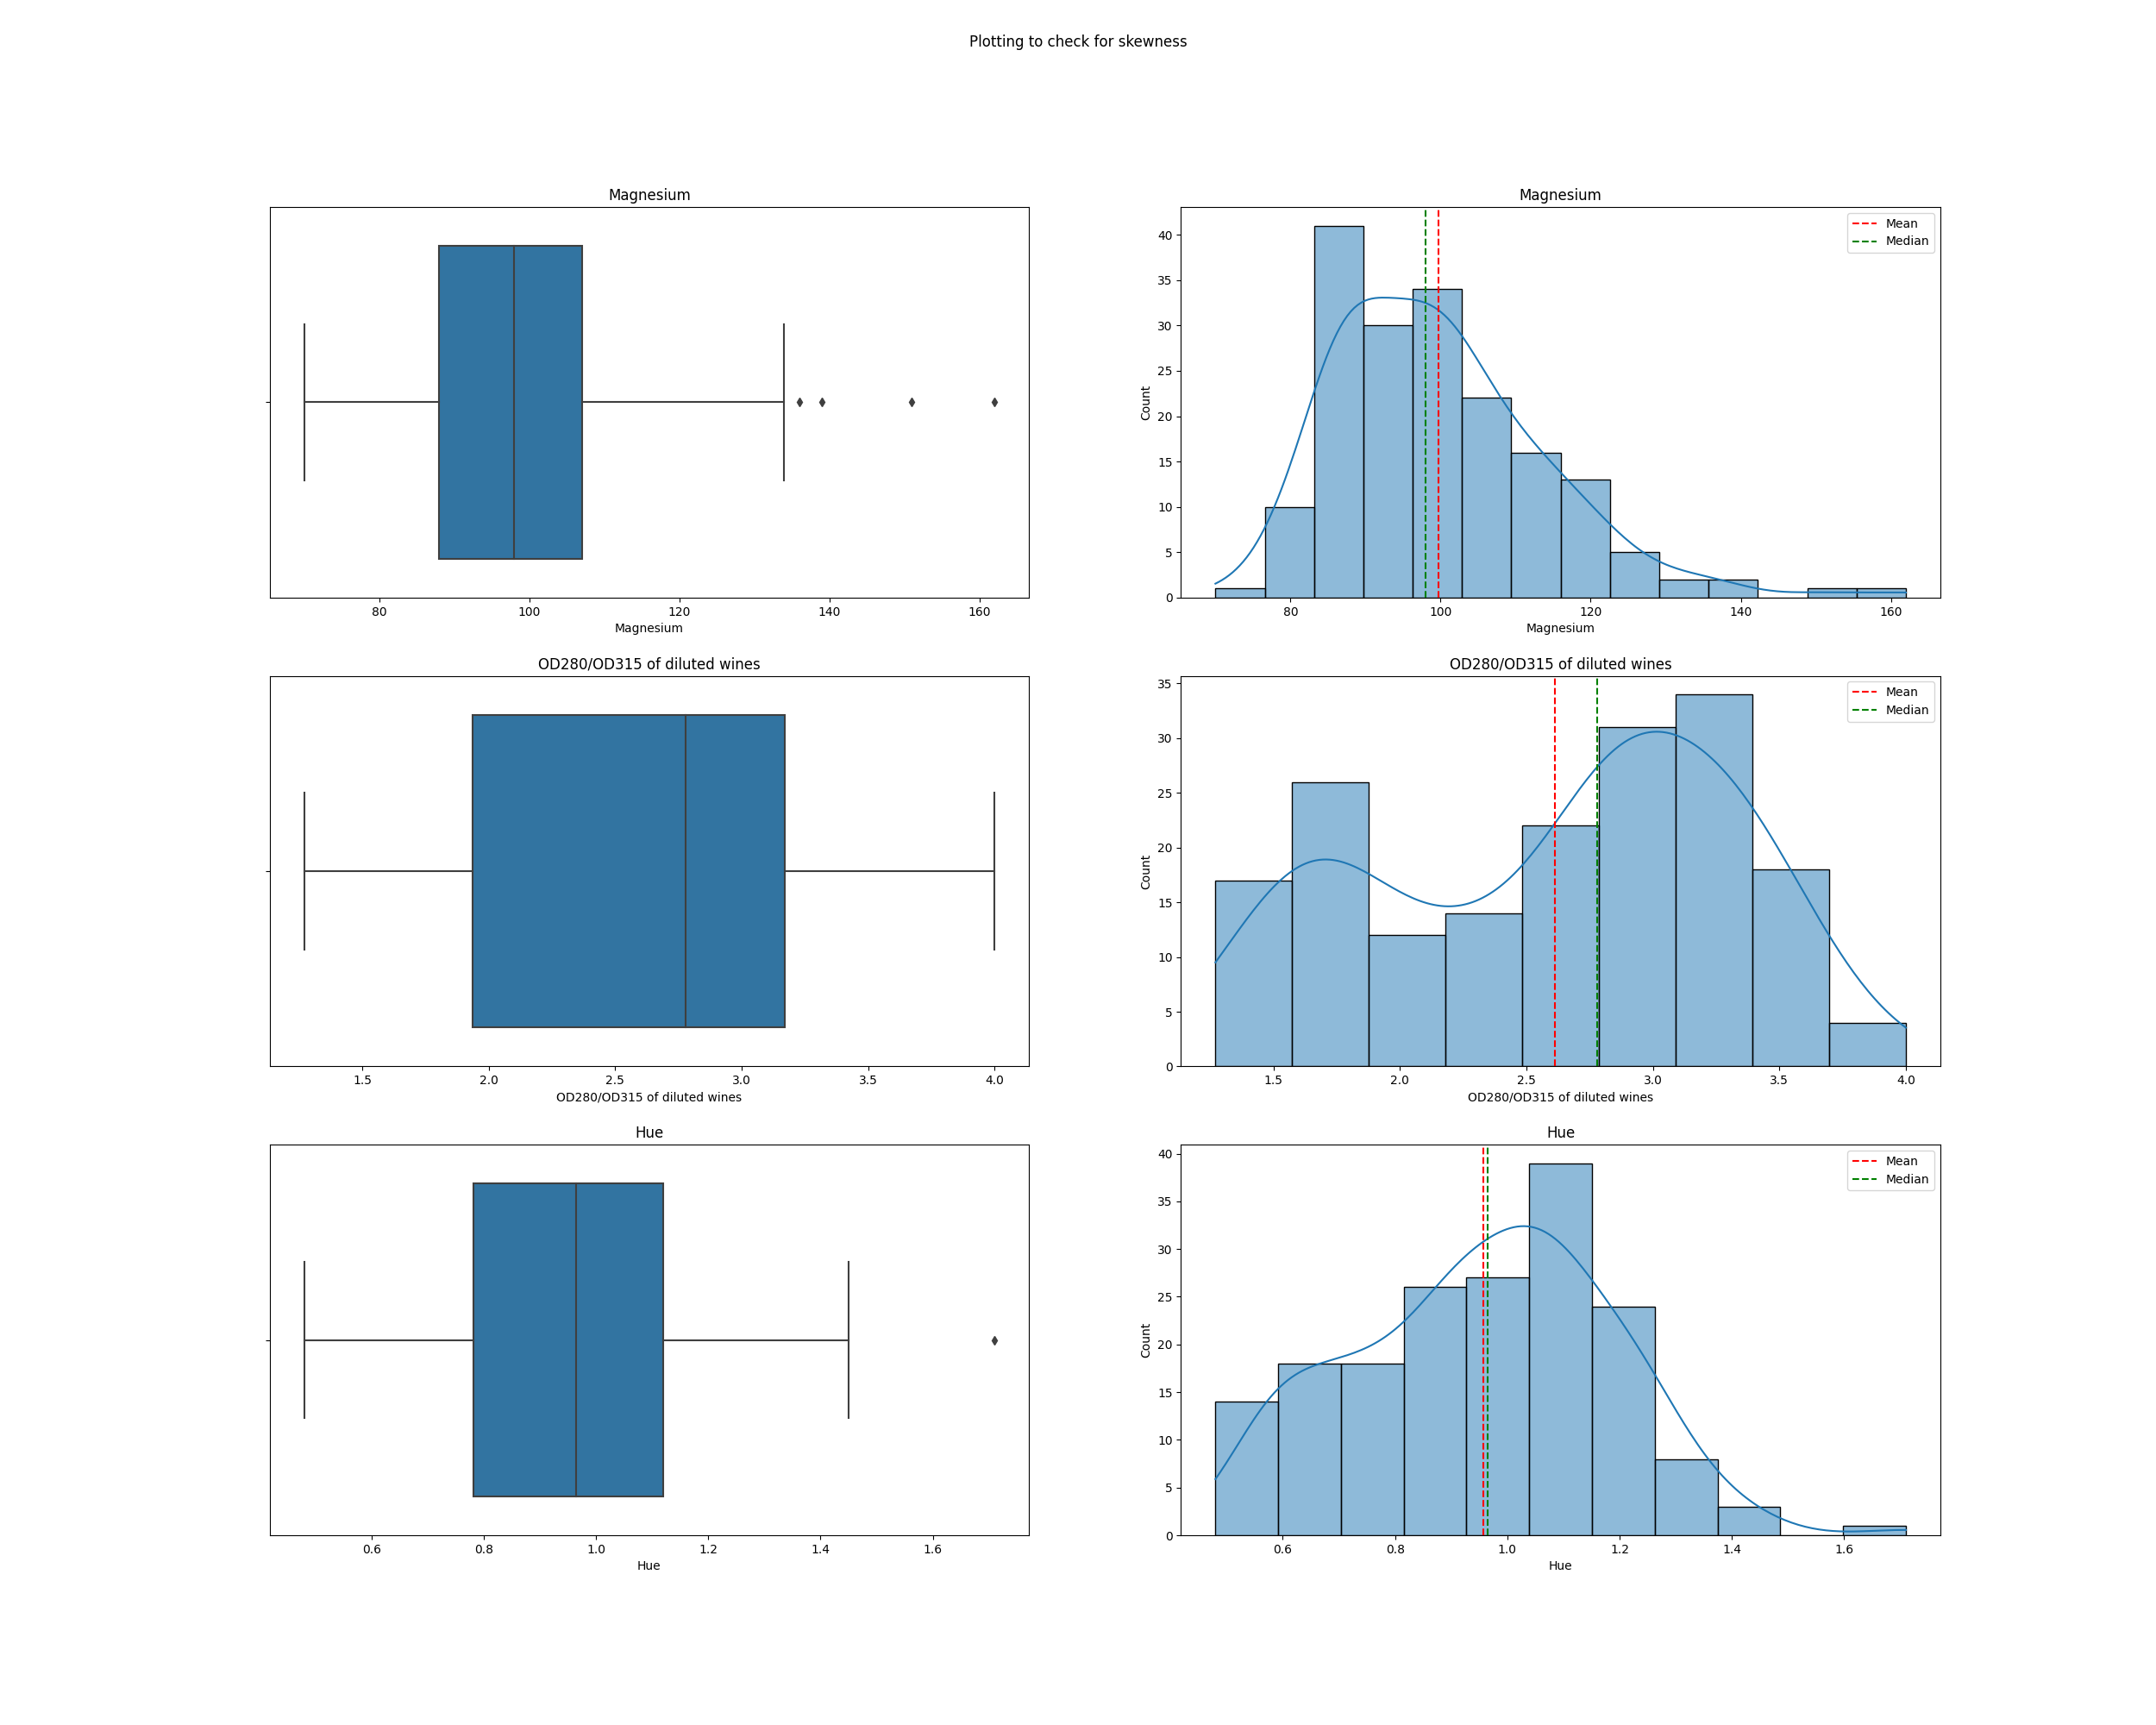 Plotting to check for skewness
Magnesium
80 100 120 140 160
Magnesium
Magnesium
Mean
Median
40
35
30
25
20
15
10
5
0
Count
80 100 120 140 160
Magnesium
OD280/OD315 of diluted wines
1.5 2.0 2.5 3.0 3.5 4.0
OD280/OD315 of diluted wines
OD280/OD315 of diluted wines
Mean
Median
35
30
25
20
15
10
5
0
Count
1.5 2.0 2.5 3.0 3.5 4.0
OD280/OD315 of diluted wines
Hue
0.6 0.8 1.0 1.2 1.4 1.6
Hue
Hue
Mean
Median
40
35
30
25
20
15
10
5
0
Count
0.6 0.8 1.0 1.2 1.4 1.6
Hue